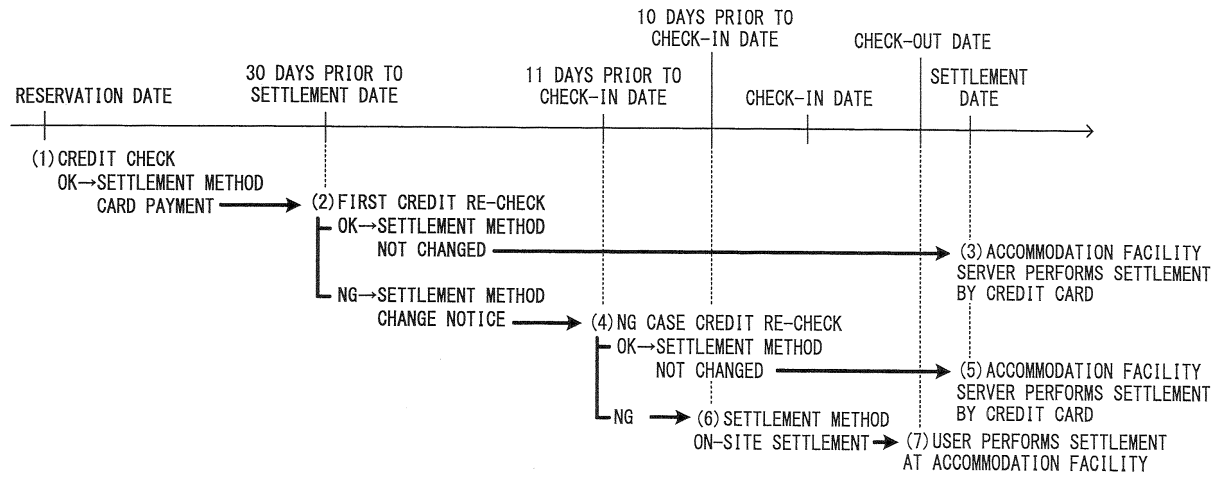 10 DAYS PRIOR TO
CHECK-IN DATE
CHECK-OUT DATE
30 DAYS PRIOR TO
SETTLEMENT DATE
11 DAYS PRIOR TO
CHECK-IN DATE
SETTLEMENT
DATE
RESERVATION DATE
CHECK-IN DATE
(1) CREDIT CHECK
OK→SETTLEMENT METHOD
CARD PAYMENT
(2) FIRST CREDIT RE-CHECK
OK→SETTLEMENT METHOD
NOT CHANGED
(3) ACCOMMODATION FACILITY
SERVER PERFORMS SETTLEMENT
BY CREDIT CARD
NG→SETTLEMENT METHOD
CHANGE NOTICE
(4) NG CASE CREDIT RE-CHECK
OK→SETTLEMENT METHOD
NOT CHANGED
(5) ACCOMMODATION FACILITY
SERVER PERFORMS SETTLEMENT
BY CREDIT CARD
NG
(6) SETTLEMENT METHOD
ON-SITE SETTLEMENT
(7) USER PERFORMS SETTLEMENT
AT ACCOMMODATION FACILITY